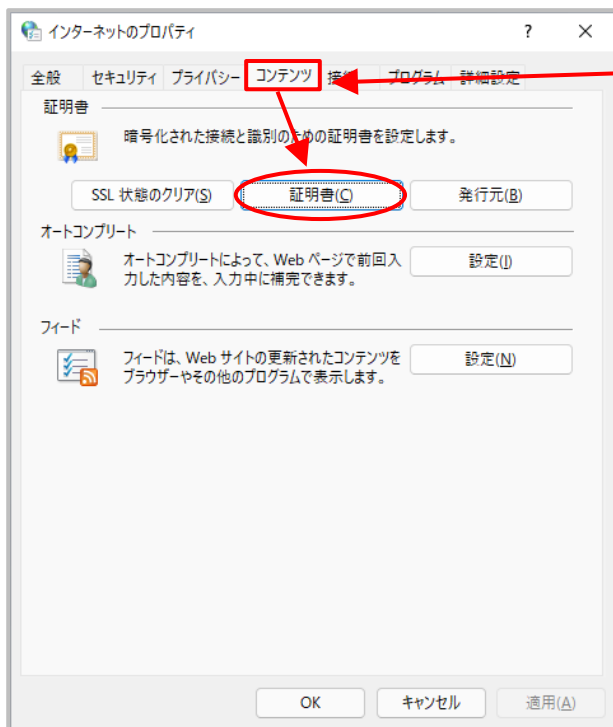 インターネットのプロパティ ? ×
全般 セキュリティ プライバシー コンテンツ 接続 プログラム 詳細設定
証明書
暗号化された接続と識別のための証明書を設定します。
SSL 状態のクリア(S) 証明書(C) 発行元(B)
オートコンプリート
オートコンプリートによって、Web ページで前回入
力した内容を、入力中に補完できます。
設定(I)
フィード
フィードは、Web サイトの更新されたコンテンツを
ブラウザーやその他のプログラムで表示します。
設定(N)
OK キャンセル 適用(A)